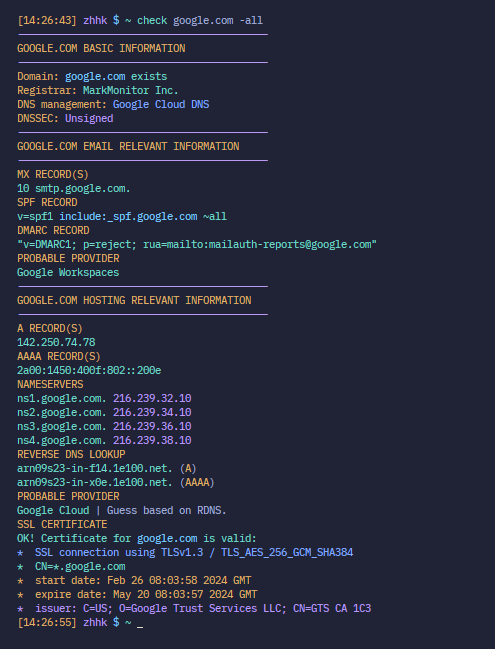 [14:26:43] zhhk $ ~ check google.com -all
GOOGLE.COM BASIC INFORMATION
Domain: google.com exists
Registrar: MarkMonitor Inc.
DNS management: Google Cloud DNS
DNSSEC: Unsigned
GOOGLE.COM EMAIL RELEVANT INFORMATION
MX RECORD(S)
10 smtp.google.com.
SPF RECORD
v=spf1 include:_spf.google.com ~all
DMARC RECORD
"v=DMARC1; p=reject; rua=mailto:mailauth-reports@google.com"
PROBABLE PROVIDER
Google Workspaces
GOOGLE.COM HOSTING RELEVANT INFORMATION
A RECORD(S)
142.250.74.78
AAAA RECORD(S)
2a00:1450:400f:802::200e
NAMESERVERS
ns1.google.com. 216.239.32.10
ns2.google.com. 216.239.34.10
ns3.google.com. 216.239.36.10
ns4.google.com. 216.239.38.10
REVERSE DNS LOOKUP
arn09s23-in-f14.1e100.net. (A)
arn09s23-in-x0e.1e100.net. (AAAA)
PROBABLE PROVIDER
Google Cloud | Guess based on RDNS.
SSL CERTIFICATE
OK! Certificate for google.com is valid:
*  SSL connection using TLSv1.3 / TLS_AES_256_GCM_SHA384
*  CN=*.google.com
*  start date: Feb 26 08:03:58 2024 GMT
*  expire date: May 20 08:03:57 2024 GMT
*  issuer: C=US; O=Google Trust Services LLC; CN=GTS CA 1C3
[14:26:55] zhhk $ ~ _